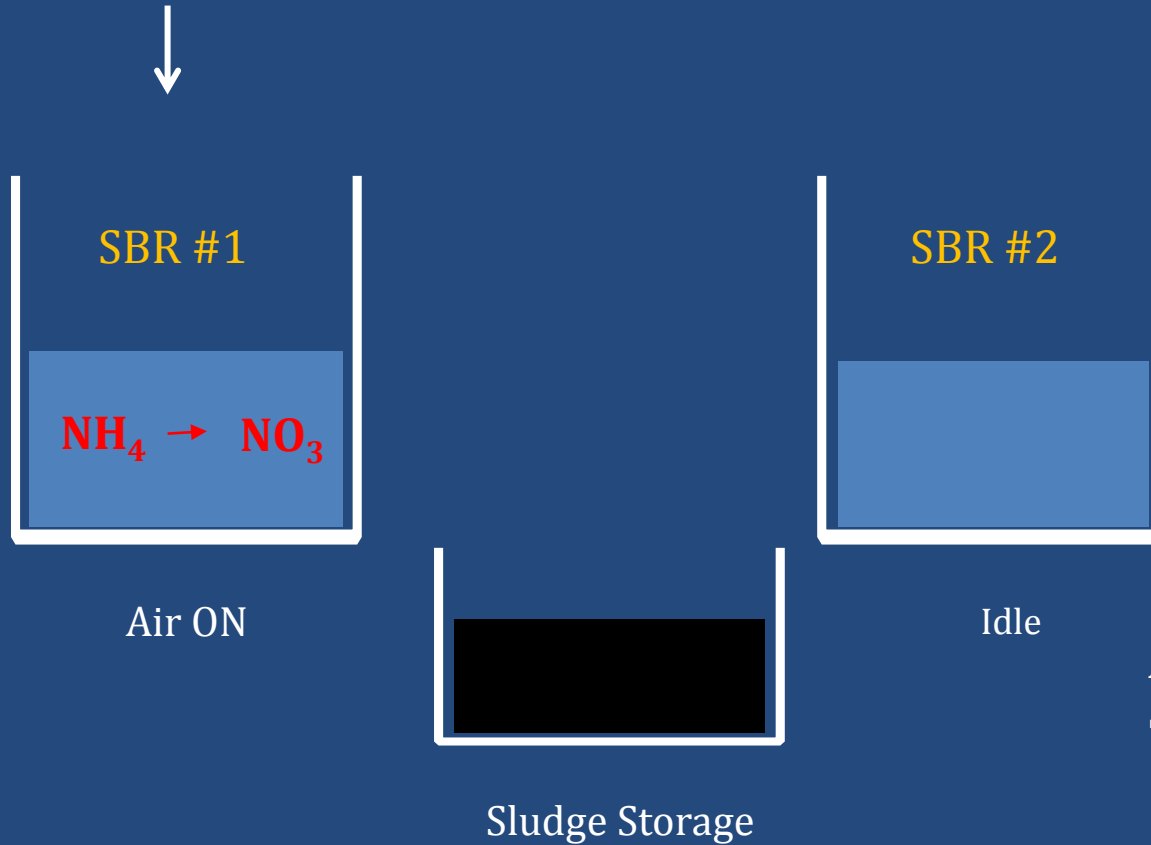 SBR #1
SBR #2
NH₄ → NO₃
Air ON
Idle
Sludge Storage